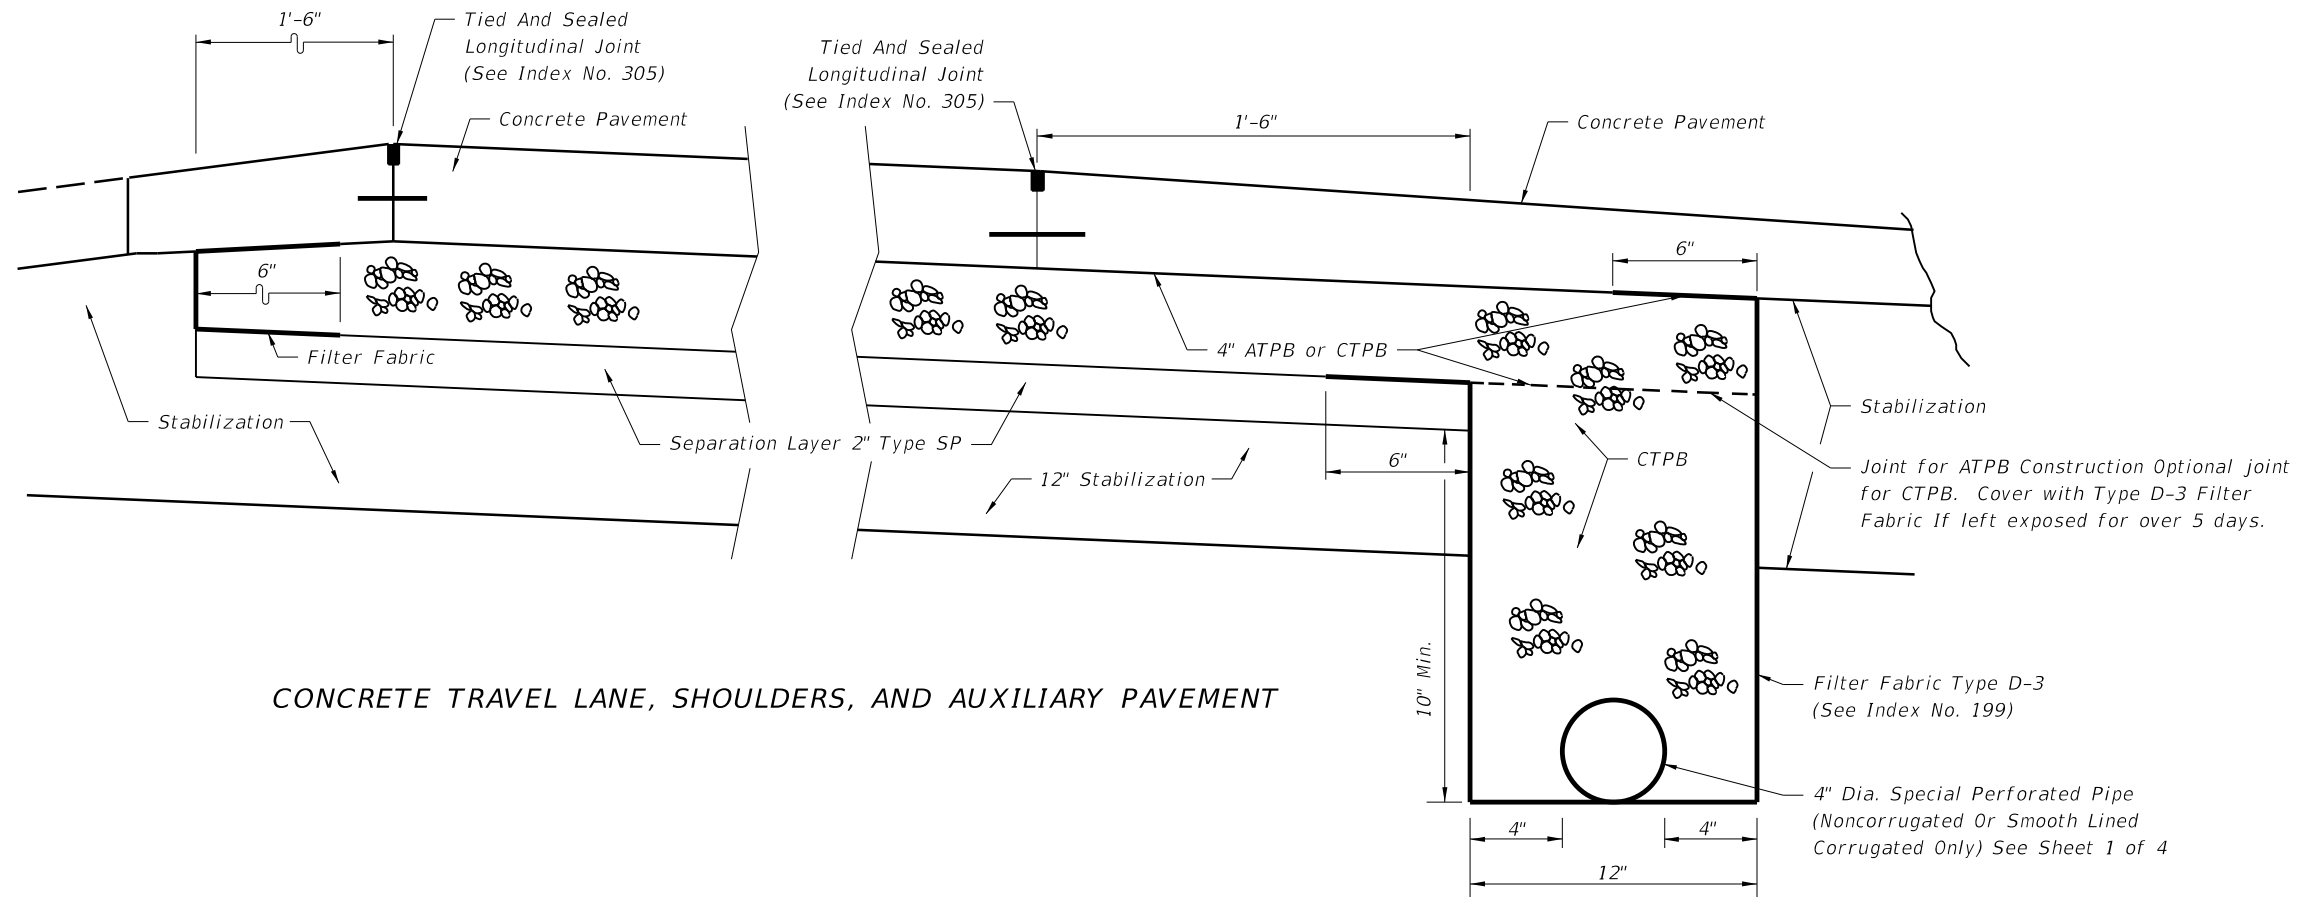 1'-6"
Tied And Sealed
Longitudinal Joint
(See Index No. 305)
Concrete Pavement
Tied And Sealed
Longitudinal Joint
(See Index No. 305)
1'-6"
Concrete Pavement
6"
6"
Filter Fabric
4" ATPB or CTPB
Stabilization
Stabilization
Separation Layer 2" Type SP
6"
12" Stabilization
CTPB
Joint for ATPB Construction Optional joint
for CTPB. Cover with Type D-3 Filter
Fabric If left exposed for over 5 days.
10" Min.
CONCRETE TRAVEL LANE, SHOULDERS, AND AUXILIARY PAVEMENT
Filter Fabric Type D-3
(See Index No. 199)
4" Dia. Special Perforated Pipe
(Noncorrugated Or Smooth Lined
Corrugated Only) See Sheet 1 of 4
4"
4"
12"